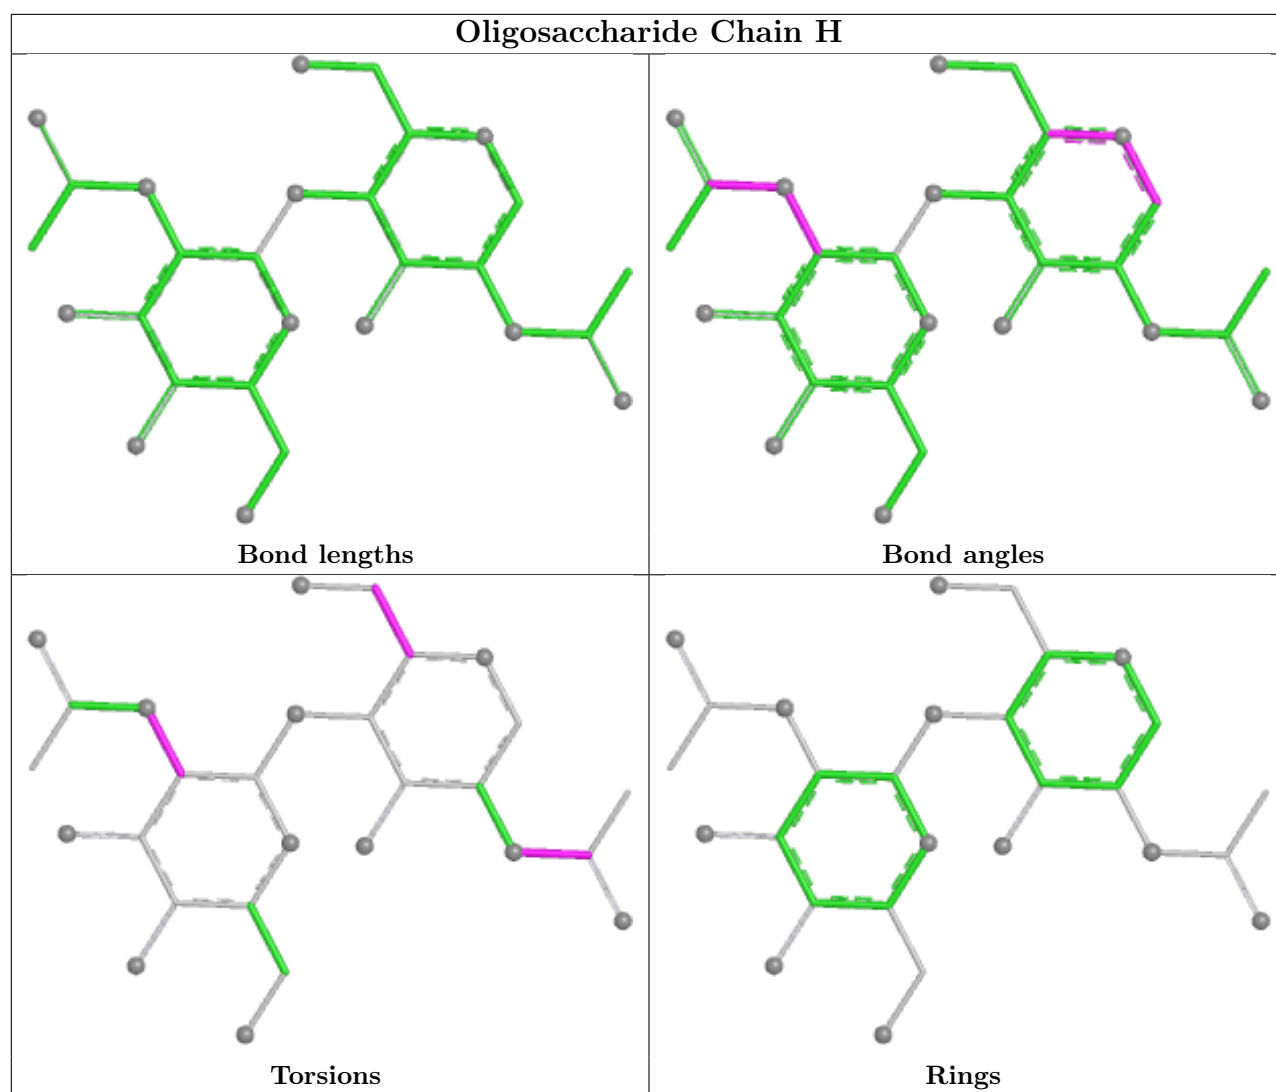 Oligosaccharide Chain H
Bond lengths
Bond angles
Torsions
Rings